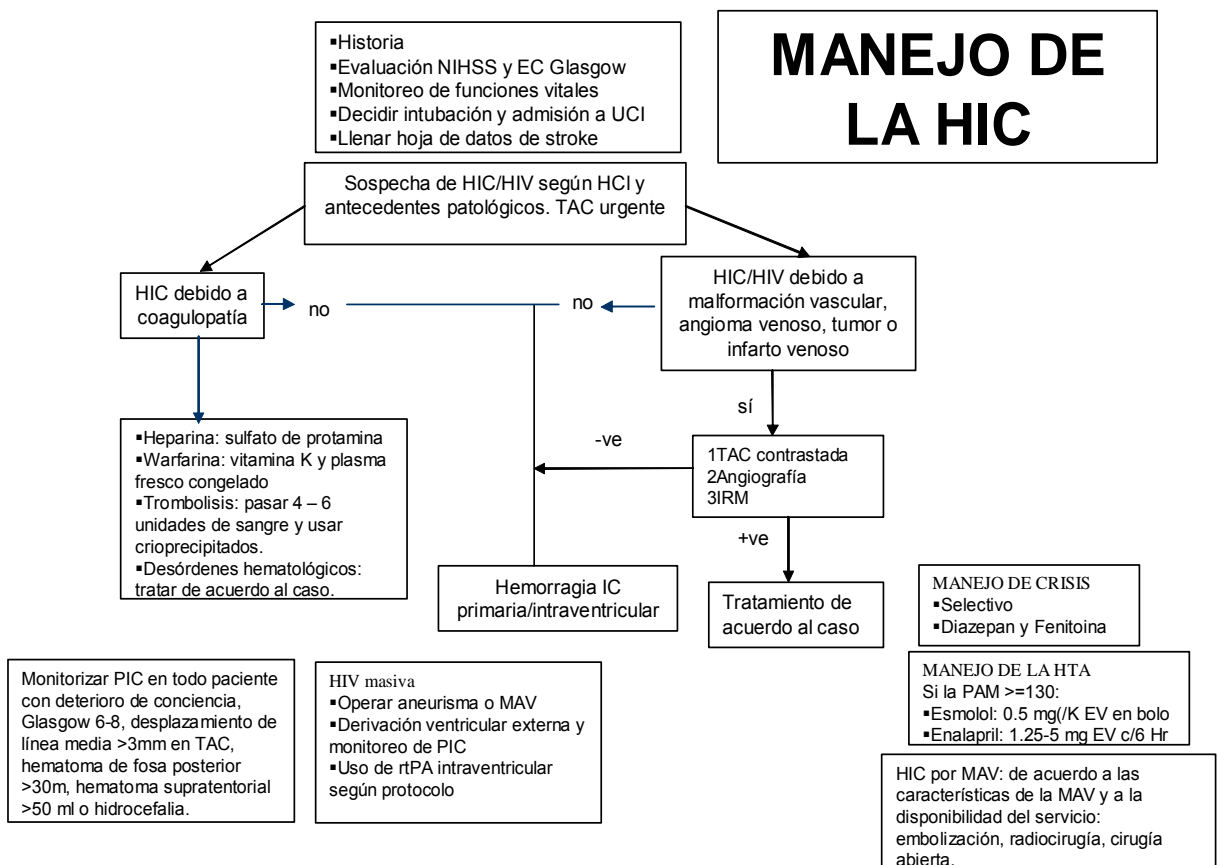 MANEJO DE
LA HIC
▪Historia
▪Evaluación NIHSS y EC Glasgow
▪Monitoreo de funciones vitales
▪Decidir intubación y admisión a UCI
▪Llenar hoja de datos de stroke
Sospecha de HIC/HIV según HCl y
antecedentes patológicos. TAC urgente
HIC debido a
coagulopatía
no
no
HIC/HIV debido a
malformación vascular,
angioma venoso, tumor o
infarto venoso
sí
▪Heparina: sulfato de protamina
▪Warfarina: vitamina K y plasma
fresco congelado
▪Trombolisis: pasar 4 – 6
unidades de sangre y usar
crioprecipitados.
▪Desórdenes hematológicos:
tratar de acuerdo al caso.
-ve
1TAC contrastada
2Angiografía
3IRM
+ve
Hemorragia IC
primaria/intraventricular
Tratamiento de
acuerdo al caso
MANEJO DE CRISIS
▪Selectivo
▪Diazepan y Fenitoina
Monitorizar PIC en todo paciente
con deterioro de conciencia,
Glasgow 6-8, desplazamiento de
línea media >3mm en TAC,
hematoma de fosa posterior
>30m, hematoma supratentorial
>50 ml o hidrocefalia.
HIV masiva
▪Operar aneurisma o MAV
▪Derivación ventricular externa y
monitoreo de PIC
▪Uso de rtPA intraventricular
según protocolo
MANEJO DE LA HTA
Si la PAM >=130:
▪Esmolol: 0.5 mg(/K EV en bolo
▪Enalapril: 1.25-5 mg EV c/6 Hr
HIC por MAV: de acuerdo a las
características de la MAV y a la
disponibilidad del servicio:
embolización, radiocirugía, cirugía
abierta.